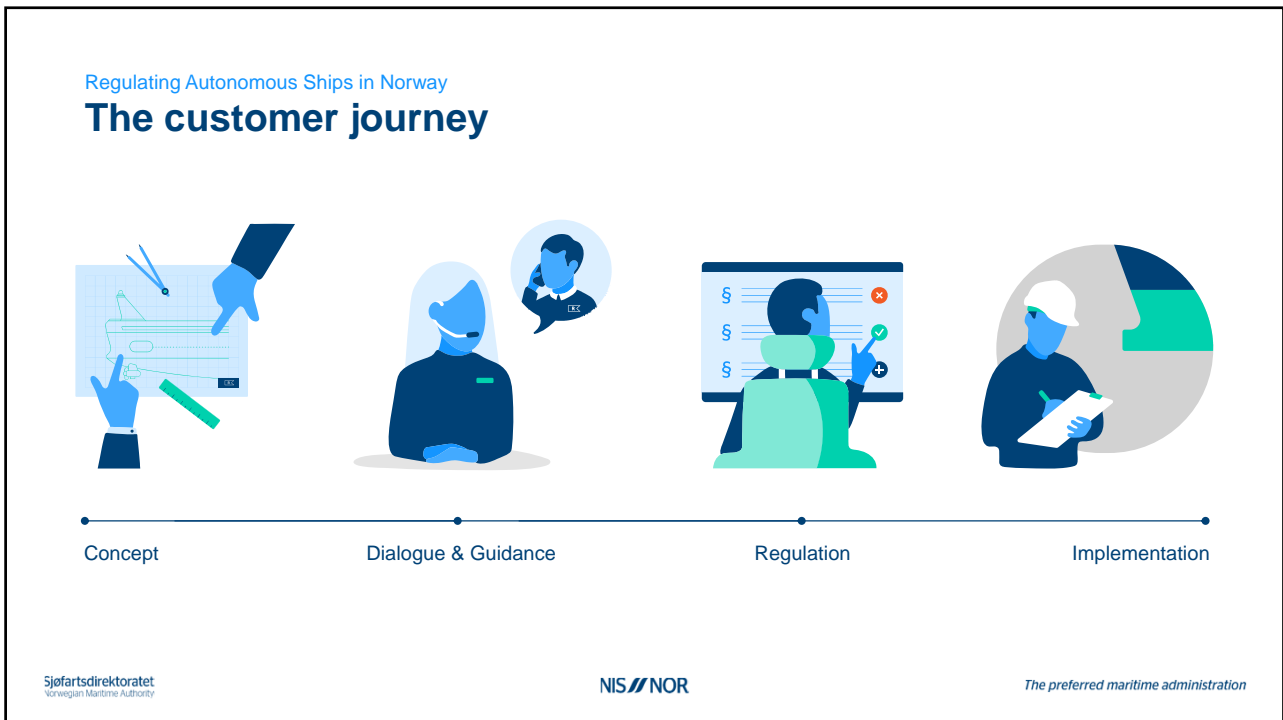 Regulating Autonomous Ships in Norway
The customer journey
§
§
§
Concept
Dialogue & Guidance
Regulation
Implementation
Sjøfartsdirektoratet
Norwegian Maritime Authority
NIS NOR
The preferred maritime administration